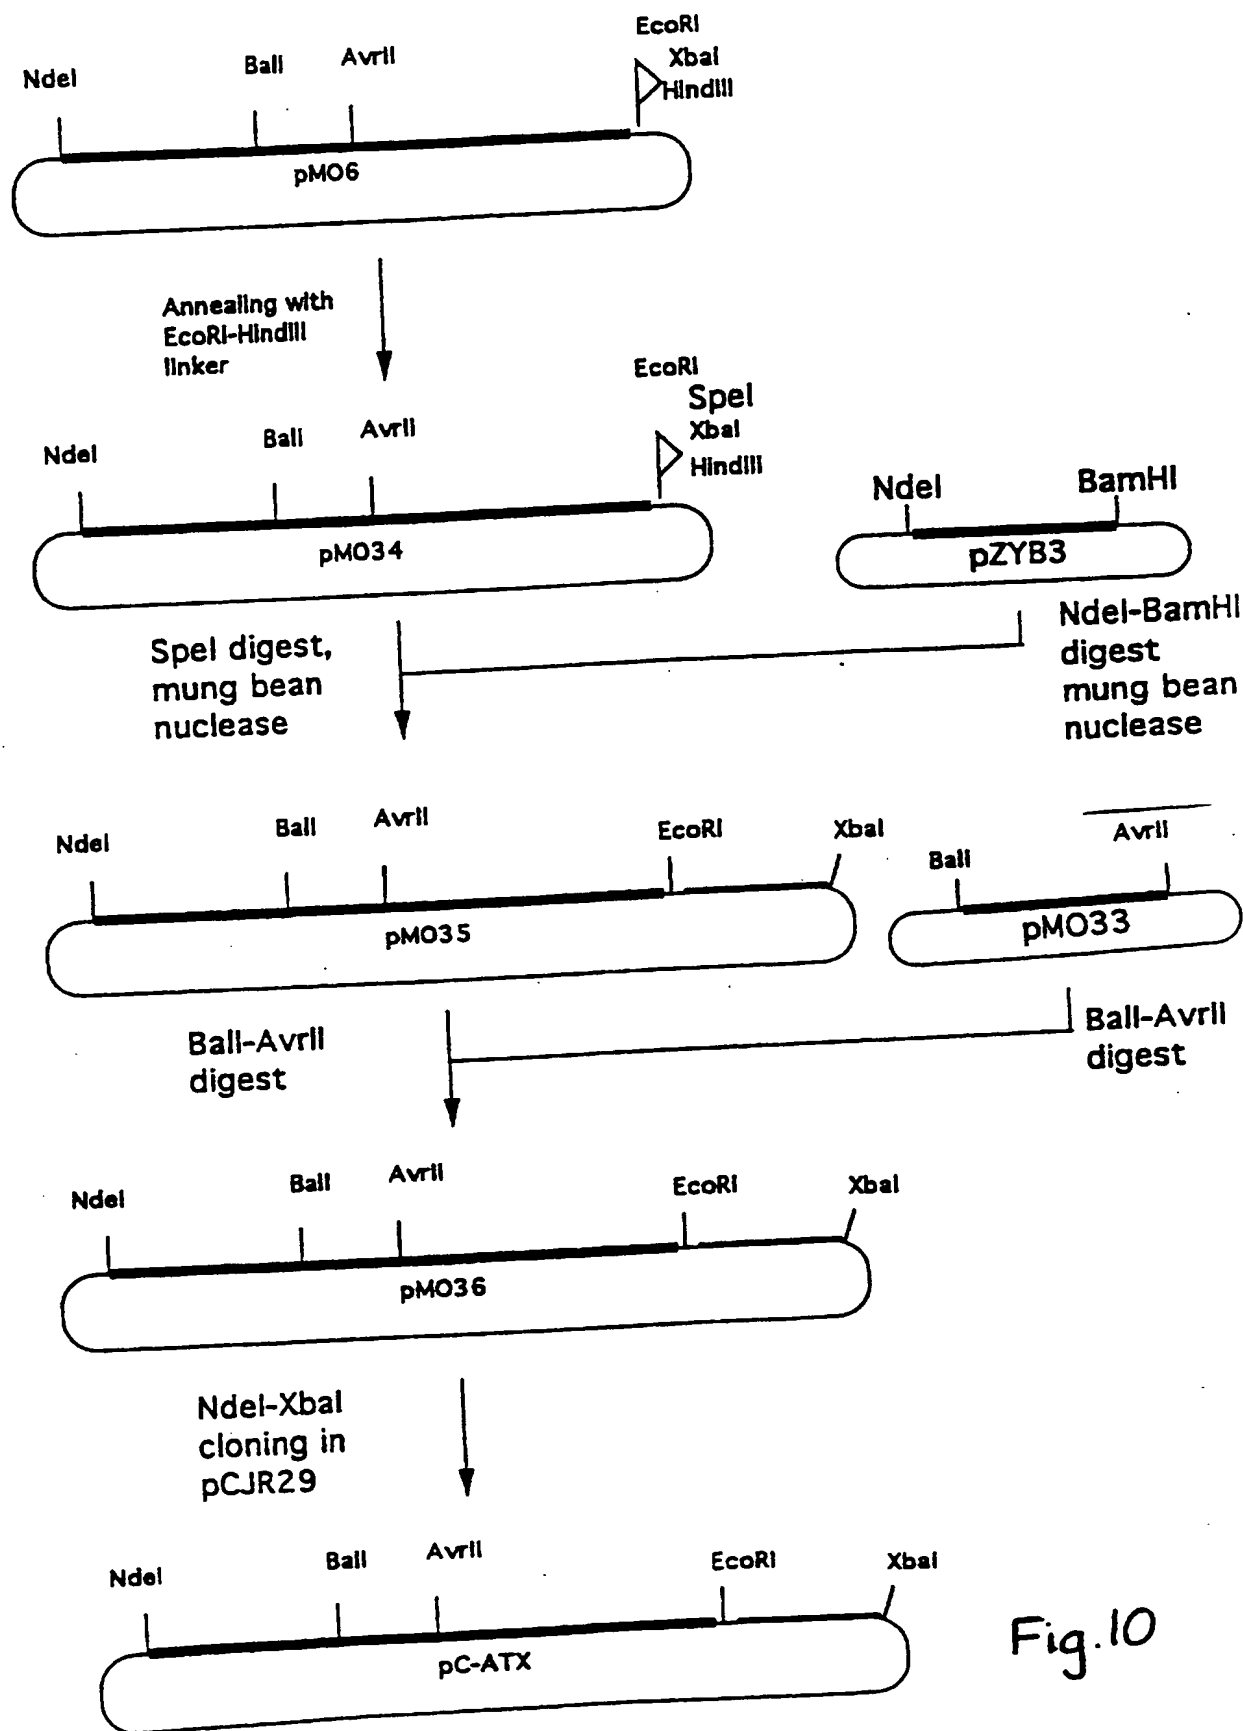 EcoRI
NdeI
BalI
AvrII
XbaI
HindIII
pMO6
Annealing with
EcoRI-HindIII
linker
EcoRI
SpeI
NdeI
BalI
AvrII
XbaI
HindIII
pMO34
NdeI
BamHI
pZYB3
SpeI digest,
mung bean
nuclease
NdeI-BamHI
digest
mung bean
nuclease
NdeI
BalI
AvrII
EcoRI
XbaI
pMO35
BalI
AvrII
pMO33
BalI-AvrII
digest
BalI-AvrII
digest
NdeI
BalI
AvrII
EcoRI
XbaI
pMO36
NdeI-XbaI
cloning in
pCJR29
NdeI
BalI
AvrII
EcoRI
XbaI
pC-ATX
Fig.10